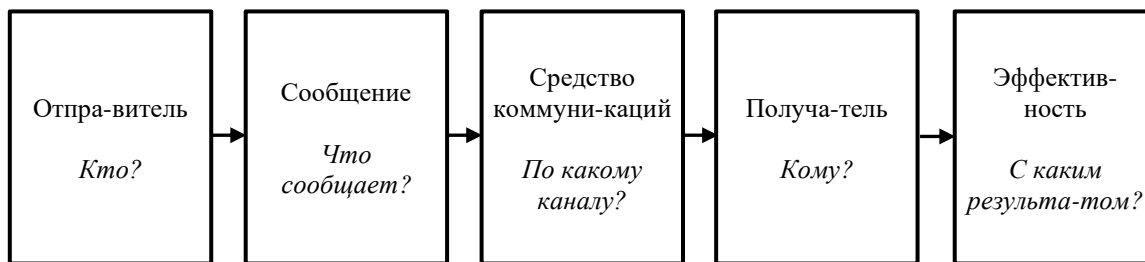 Отпра-витель
Кто?
Сообщение
Что
сообщает?
Средство
коммуни-каций
По какому
каналу?
Получа-тель
Кому?
Эффектив-
ность
С каким
результа-том?